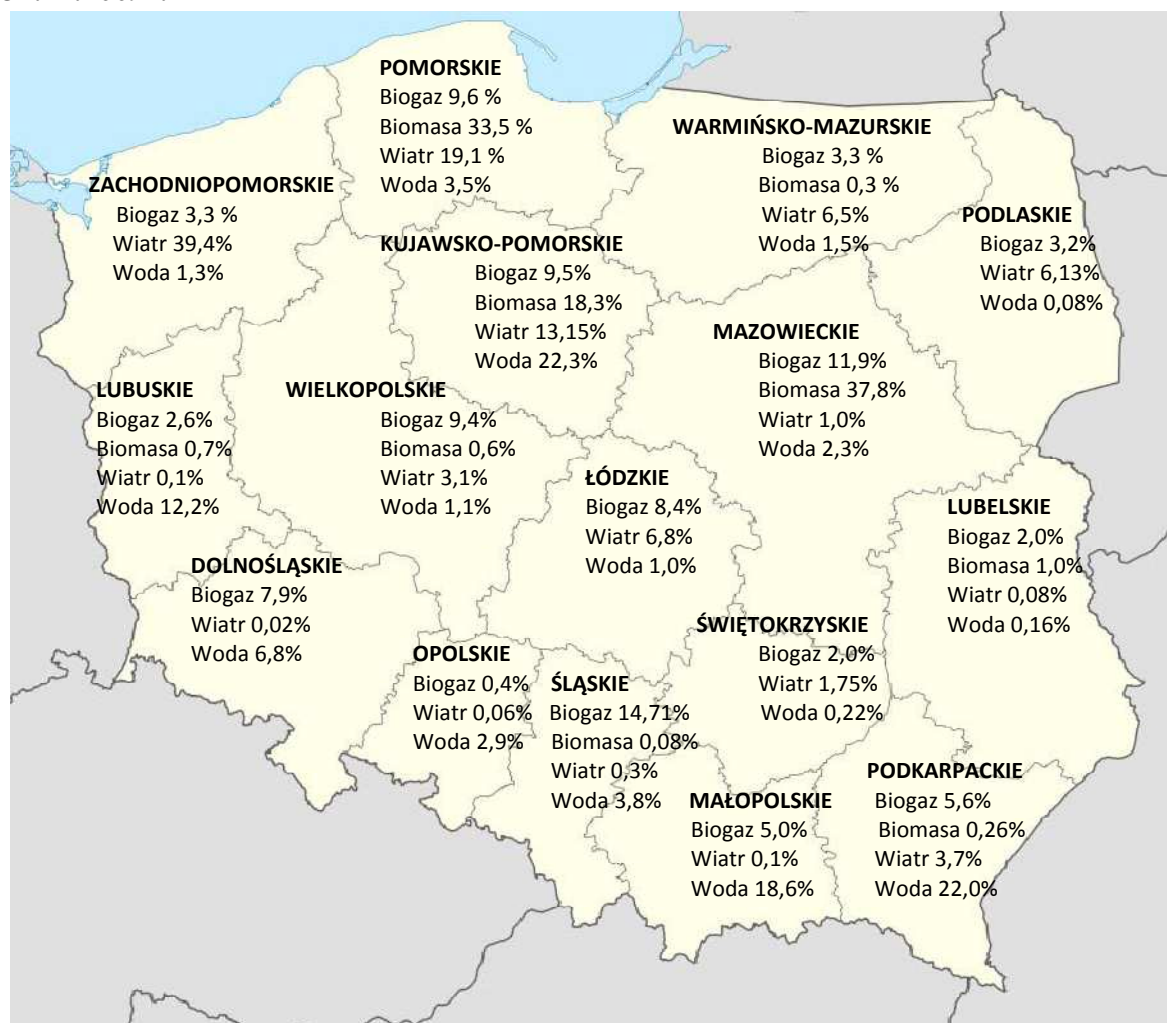 POMORSKIE
Biogaz 9,6 %
Biomasa 33,5 %
Wiatr 19,1 %
Woda 3,5%
WARMIŃSKO-MAZURSKIE
Biogaz 3,3 %
Biomasa 0,3 %
Wiatr 6,5%
Woda 1,5%
ZACHODNIOPOMORSKIE
Biogaz 3,3 %
Wiatr 39,4%
Woda 1,3%
PODLASKIE
Biogaz 3,2%
Wiatr 6,13%
Woda 0,08%
KUJAWSKO-POMORSKIE
Biogaz 9,5%
Biomasa 18,3%
Wiatr 13,15%
Woda 22,3%
MAZOWIECKIE
Biogaz 11,9%
Biomasa 37,8%
Wiatr 1,0%
Woda 2,3%
LUBUSKIE
Biogaz 2,6%
Biomasa 0,7%
Wiatr 0,1%
Woda 12,2%
WIELKOPOLSKIE
Biogaz 9,4%
Biomasa 0,6%
Wiatr 3,1%
Woda 1,1%
ŁÓDZKIE
Biogaz 8,4%
Wiatr 6,8%
Woda 1,0%
LUBELSKIE
Biogaz 2,0%
Biomasa 1,0%
Wiatr 0,08%
Woda 0,16%
DOLNOŚLĄSKIE
Biogaz 7,9%
Wiatr 0,02%
Woda 6,8%
ŚWIĘTOKRZYSKIE
Biogaz 2,0%
Wiatr 1,75%
Woda 0,22%
OPOLSKIE
Biogaz 0,4%
Wiatr 0,06%
Woda 2,9%
ŚLĄSKIE
Biogaz 14,71%
Biomasa 0,08%
Wiatr 0,3%
Woda 3,8%
MAŁOPOLSKIE
Biogaz 5,0%
Wiatr 0,1%
Woda 18,6%
PODKARPACKIE
Biogaz 5,6%
Biomasa 0,26%
Wiatr 3,7%
Woda 22,0%